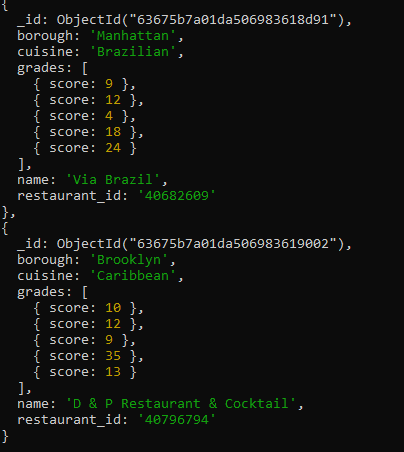 {
  _id: ObjectId("63675b7a01da506983618d91"),
  borough: 'Manhattan',
  cuisine: 'Brazilian',
  grades: [
    { score: 9 },
    { score: 12 },
    { score: 4 },
    { score: 18 },
    { score: 24 }
  ],
  name: 'Via Brazil',
  restaurant_id: '40682609'
},
{
  _id: ObjectId("63675b7a01da506983619002"),
  borough: 'Brooklyn',
  cuisine: 'Caribbean',
  grades: [
    { score: 10 },
    { score: 12 },
    { score: 9 },
    { score: 35 },
    { score: 13 }
  ],
  name: 'D & P Restaurant & Cocktail',
  restaurant_id: '40796794'
}